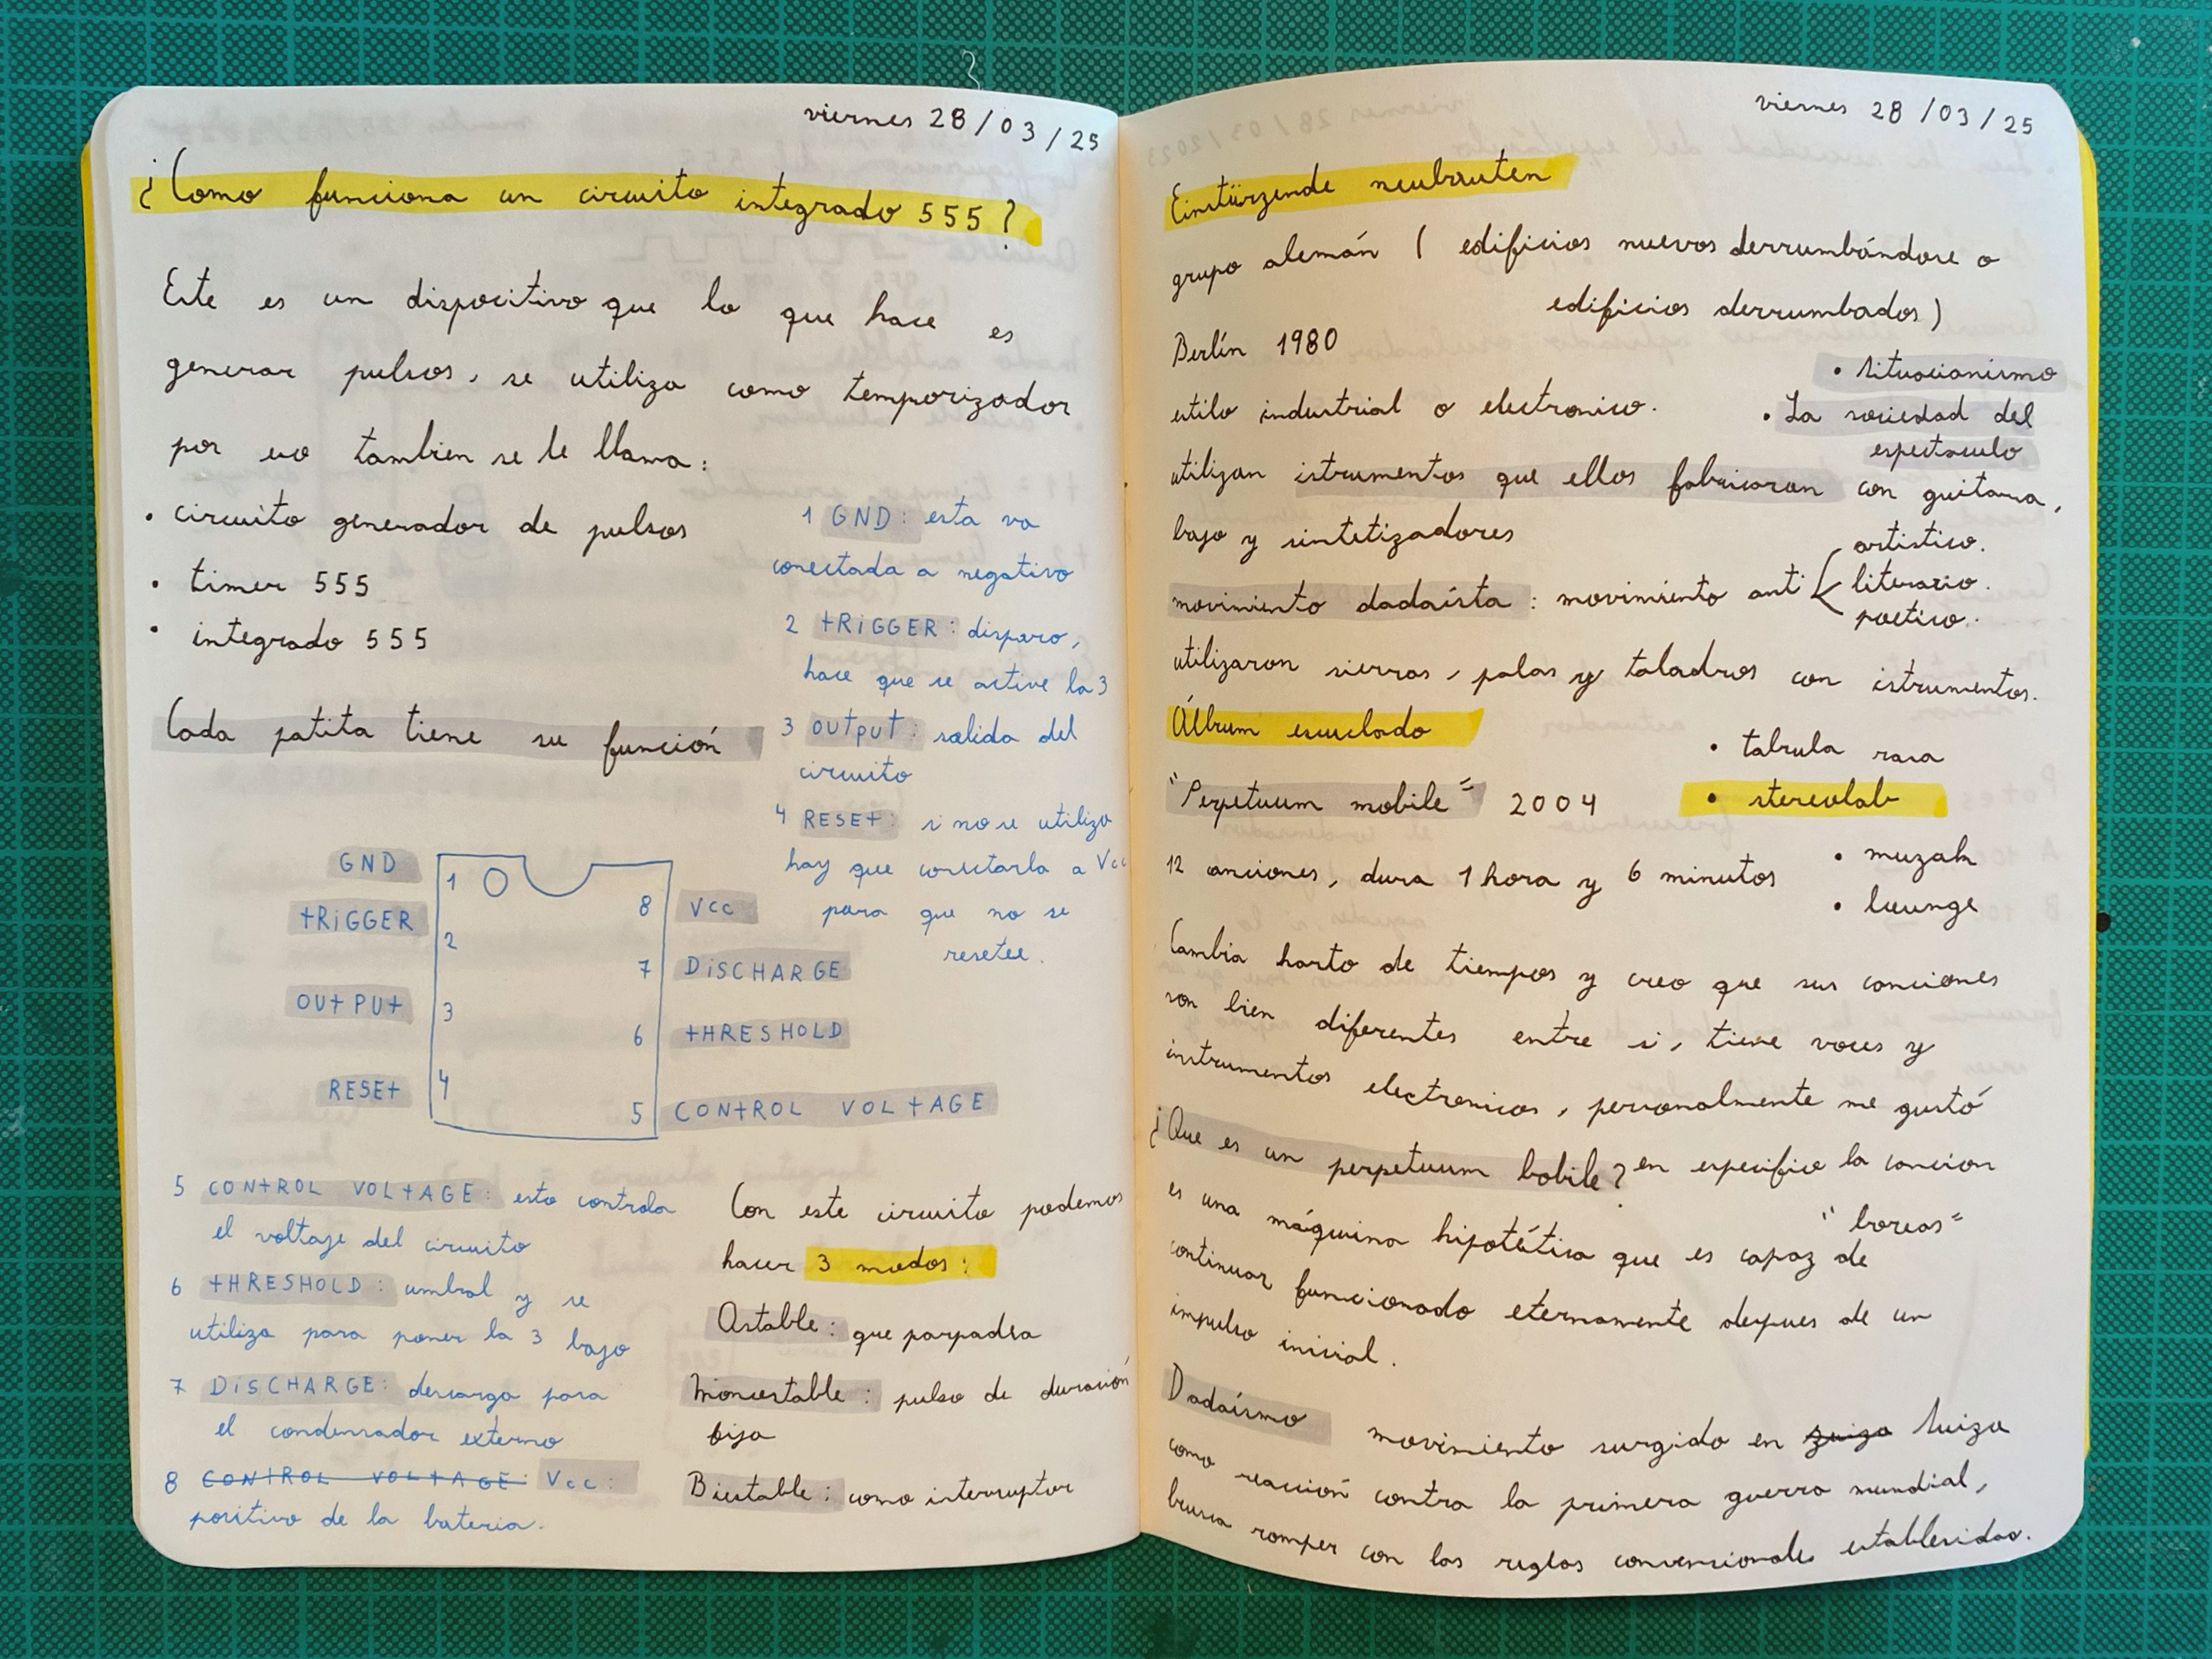 viernes 28/03/25
¿Como funciona un circuito integrado 555?
Este es un dispocitivo que lo que hace es
generar pulsos, se utiliza como temporizador
por eso tambien se le llama:
• circuito generador de pulsos
• timer 555
• integrado 555
Cada patita tiene su función
1 GND: esta va
conectada a negativo
2 tRiGGER: disparo,
hace que se active la 3
3 OUtPUt: salida del
circuito
4 RESEt: si no se utiliza
hay que conectarla a Vcc
para que no se
resetee.
GND
tRiGGER
OUtPUt
RESEt
1
2
3
4
8 Vcc
7 DiSCHARGE
6 tHRESHOLD
5 CONtROL VOLtAGE
5 CONtROL VOLtAGE: esto controla
el voltaje del circuito
6 tHRESHOLD: umbral y se
utiliza para poner la 3 bajo
7 DiSCHARGE: descarga para
el condensador externo
8 CONtROL VOLtAGE: Vcc:
positivo de la bateria.
Con este circuito podemos
hacer 3 modos:
Astable: que parpadea
Monoestable: pulso de duración
fija
Biestable: como interruptor
viernes 28/03/25
Einstürzende neubauten
grupo alemán ( edificios nuevos derrumbándose o
edificios derrumbados)
Berlín 1980
• situacionismo
estilo industrial o electronico.
• La sociedad del
espectaculo
utilizan istrumentos que ellos fabricaron con guitarra,
bajo y sintetizadores
movimiento dadaísta: movimiento anti
artistico.
literario.
poetico.
utilizaron sierras, palas y taladros con istrumentos.
Álbum escuchado
• tabula rasa
"Perpetuum mobile" 2004
• stereolab
12 canciones, dura 1 hora y 6 minutos
• muzak
• lounge
Cambia harto de tiempos y creo que sus canciones
son bien diferentes entre si, tiene voces y
instrumentos electronicos, personalmente me gustó
en especifico la cancion
"boreas"
¿Que es un perpetuum bobile?
es una máquina hipotética que es capaz de
continuar funcionado eternamente despues de un
impulso inicial.
Dadaísmo movimiento surgido en zuiza Suiza
como reacción contra la primera guerra mundial,
busca romper con las reglas convencionales establecidas.